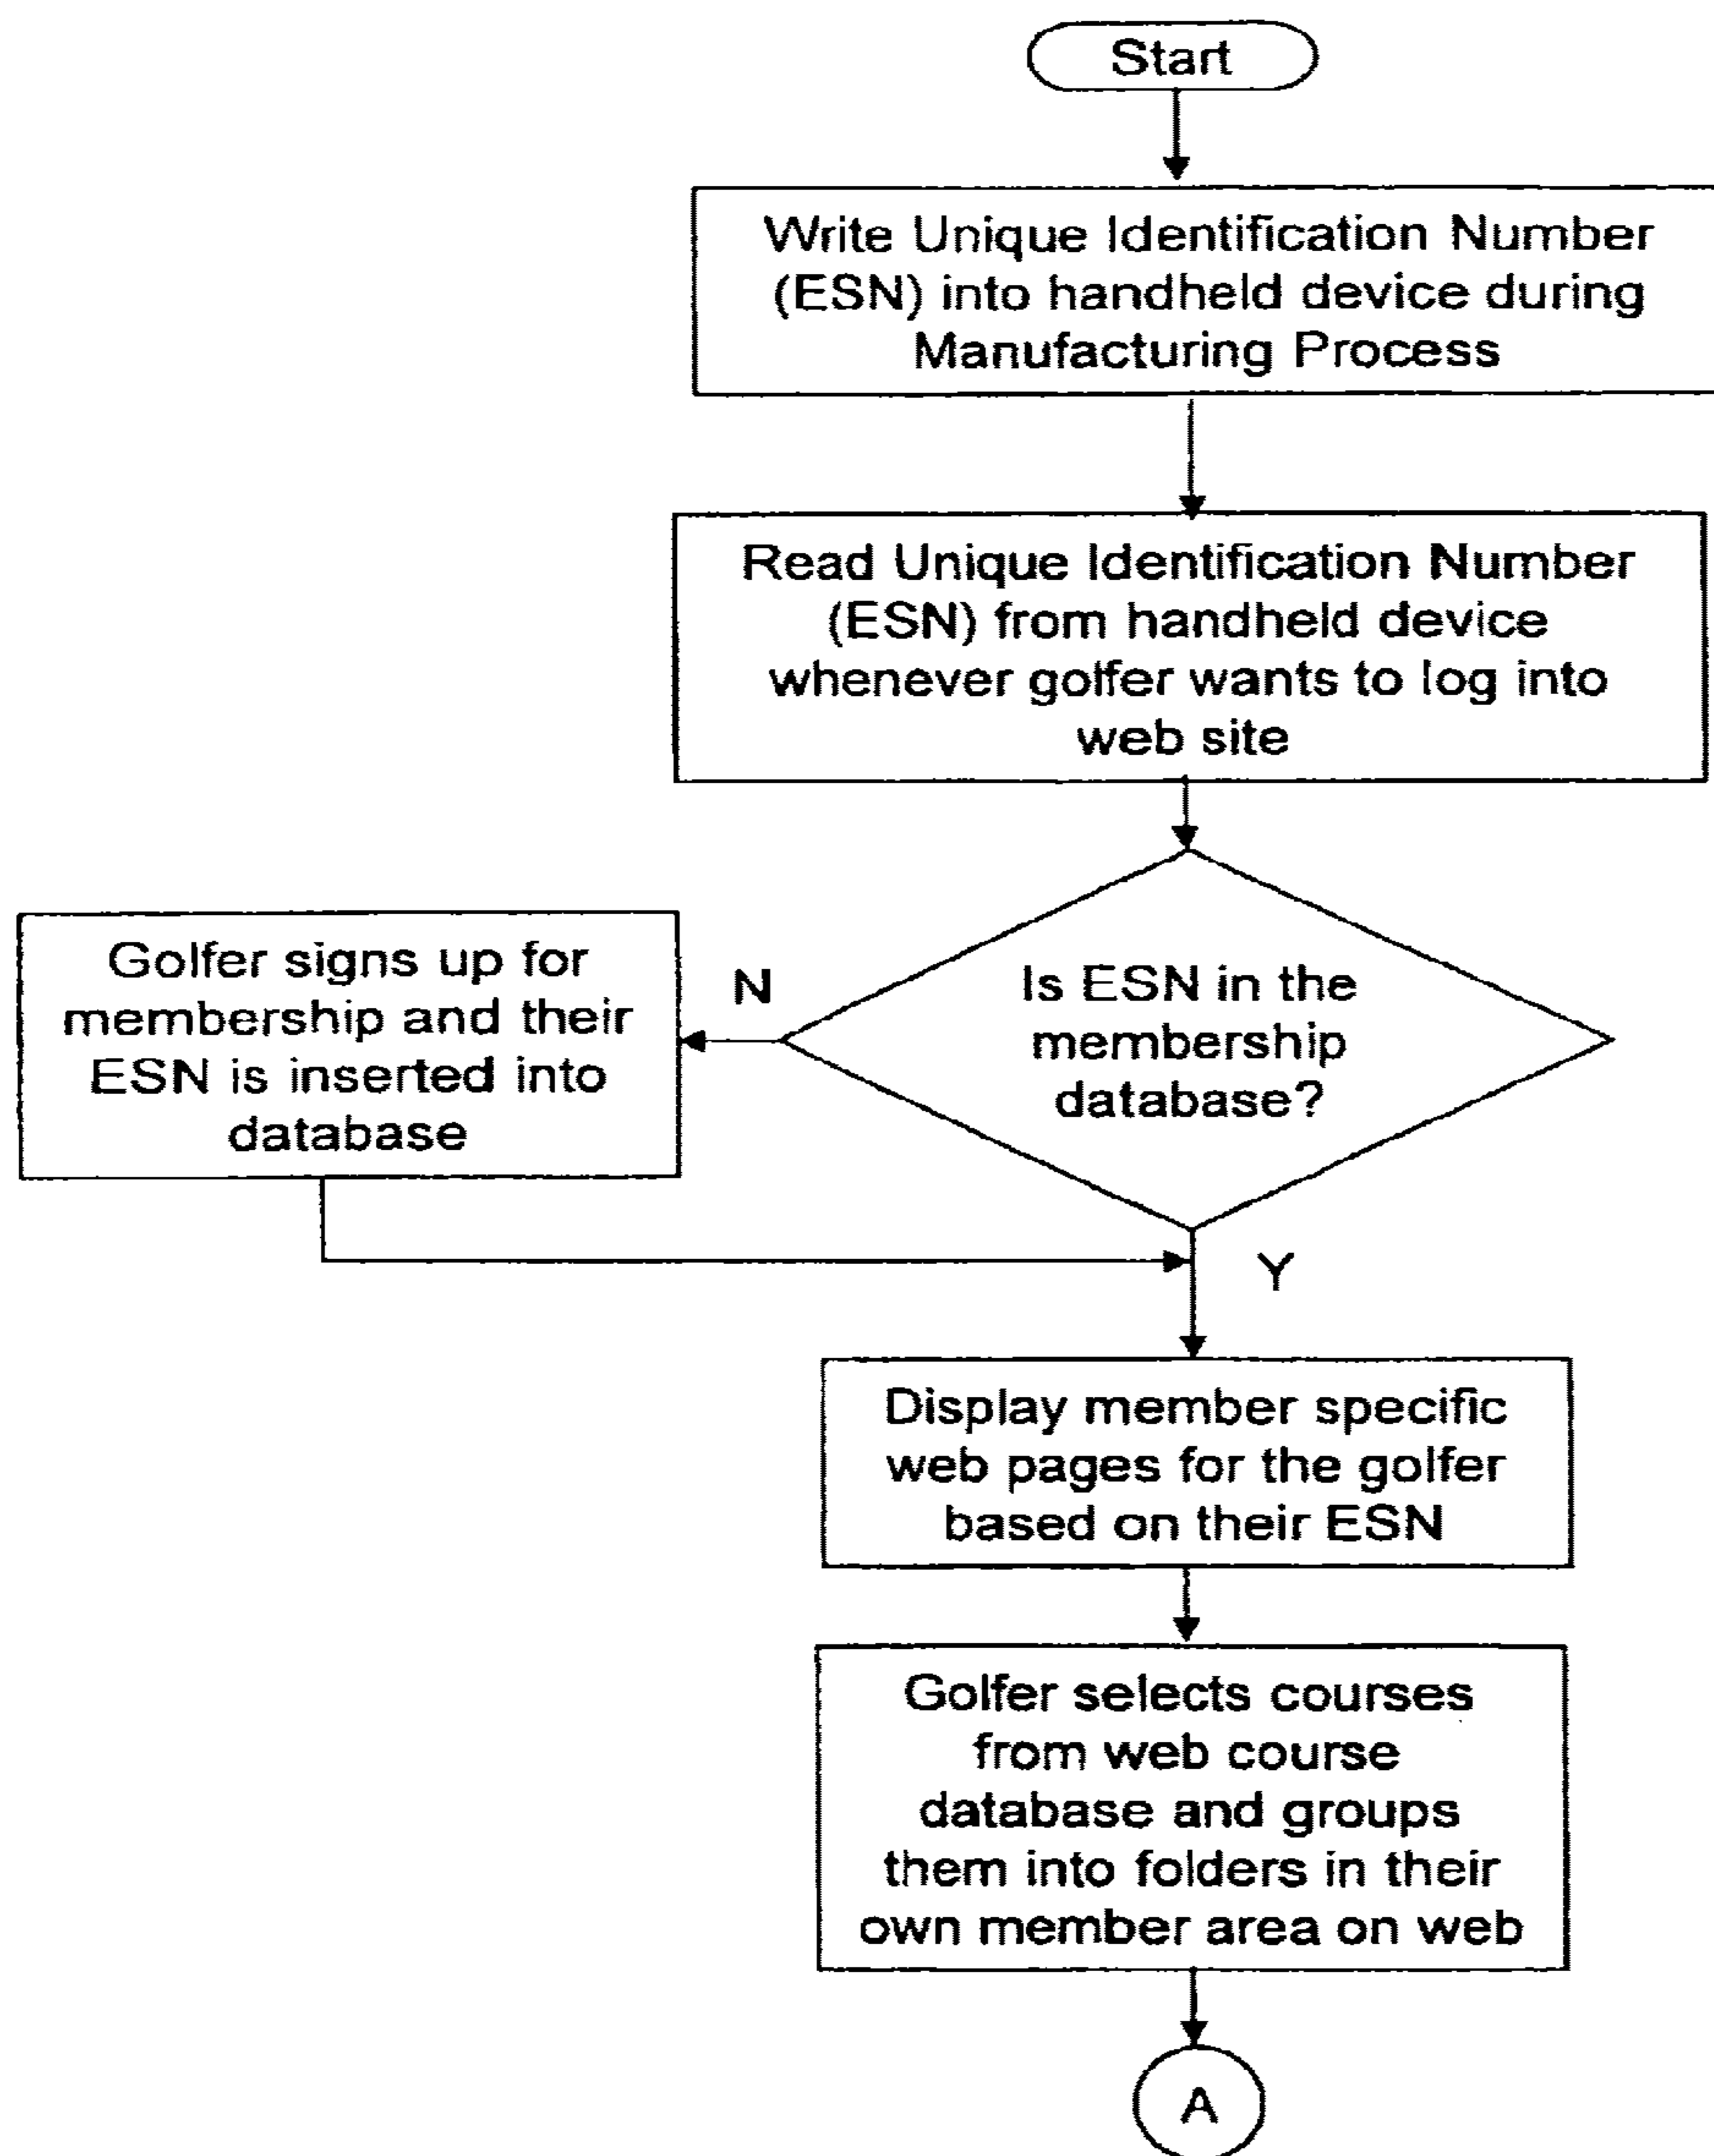 Start
Write Unique Identification Number
(ESN) into handheld device during
Manufacturing Process
Read Unique Identification Number
(ESN) from handheld device
whenever golfer wants to log into
web site
Is ESN in the
membership
database?
N
Golfer signs up for
membership and their
ESN is inserted into
database
Y
Display member specific
web pages for the golfer
based on their ESN
Golfer selects courses
from web course
database and groups
them into folders in their
own member area on web
A